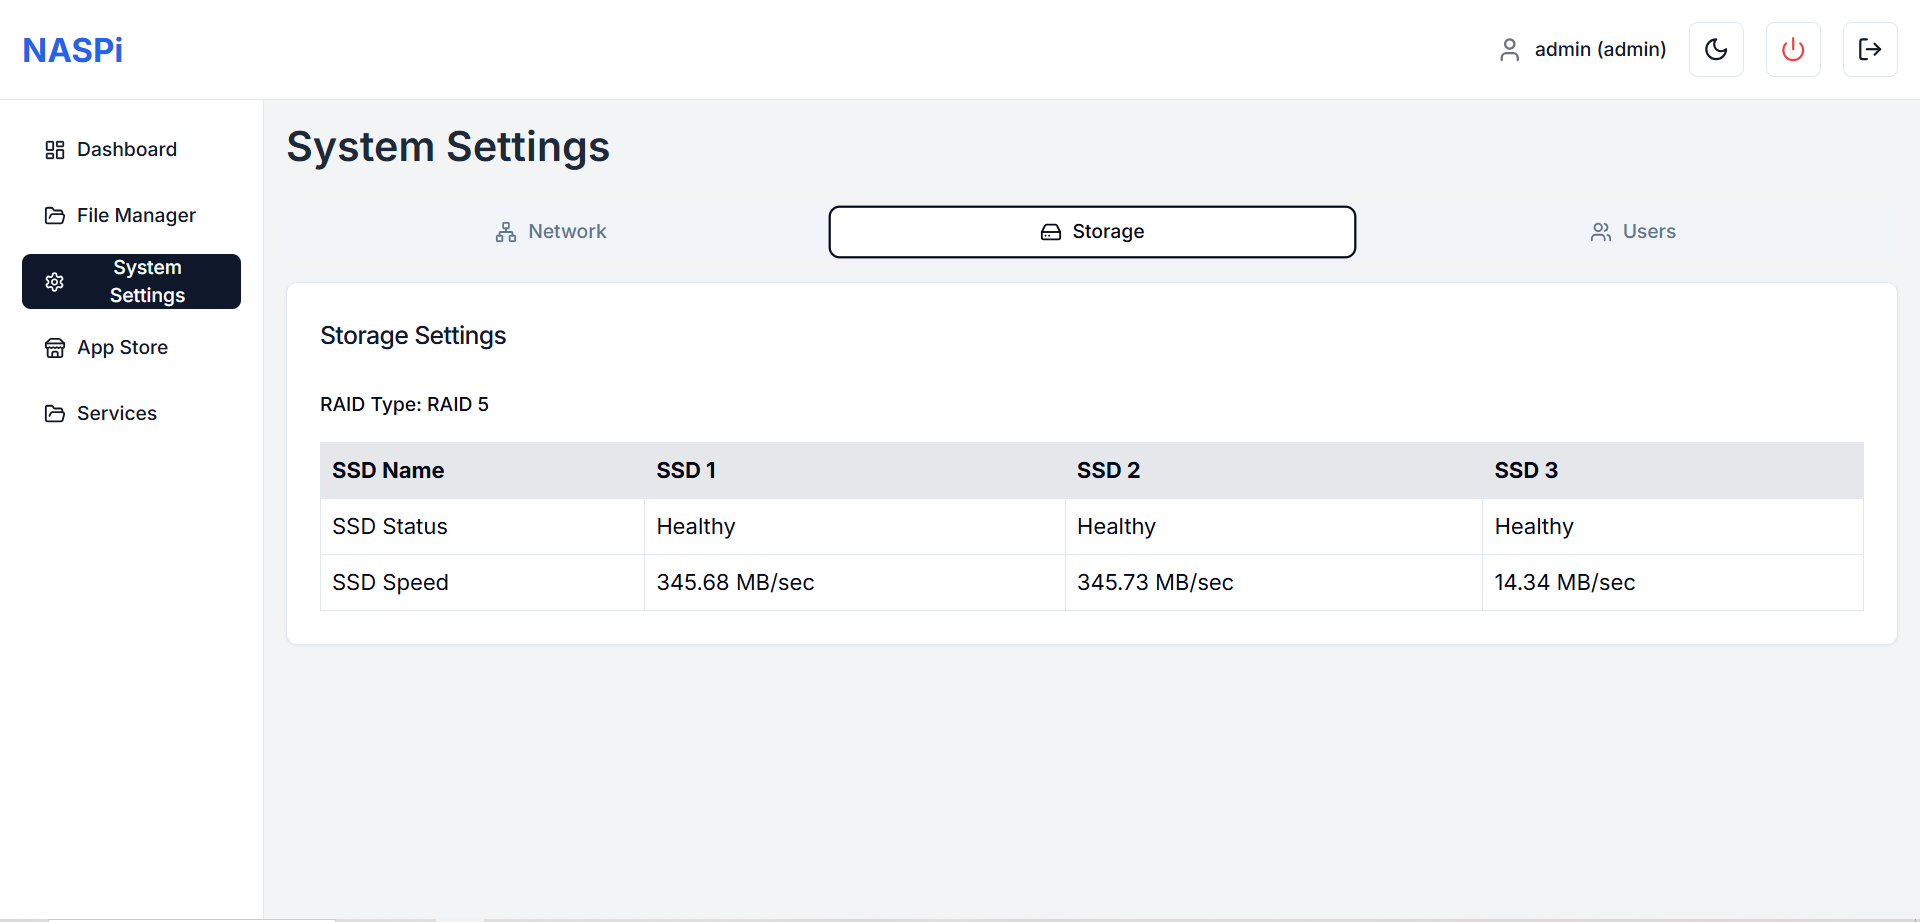 NASPi
admin (admin)
Dashboard
File Manager
System
Settings
App Store
Services
System Settings
Network
Storage
Users
Storage Settings
RAID Type: RAID 5
SSD Name SSD 1 SSD 2 SSD 3
SSD Status Healthy Healthy Healthy
SSD Speed 345.68 MB/sec 345.73 MB/sec 14.34 MB/sec